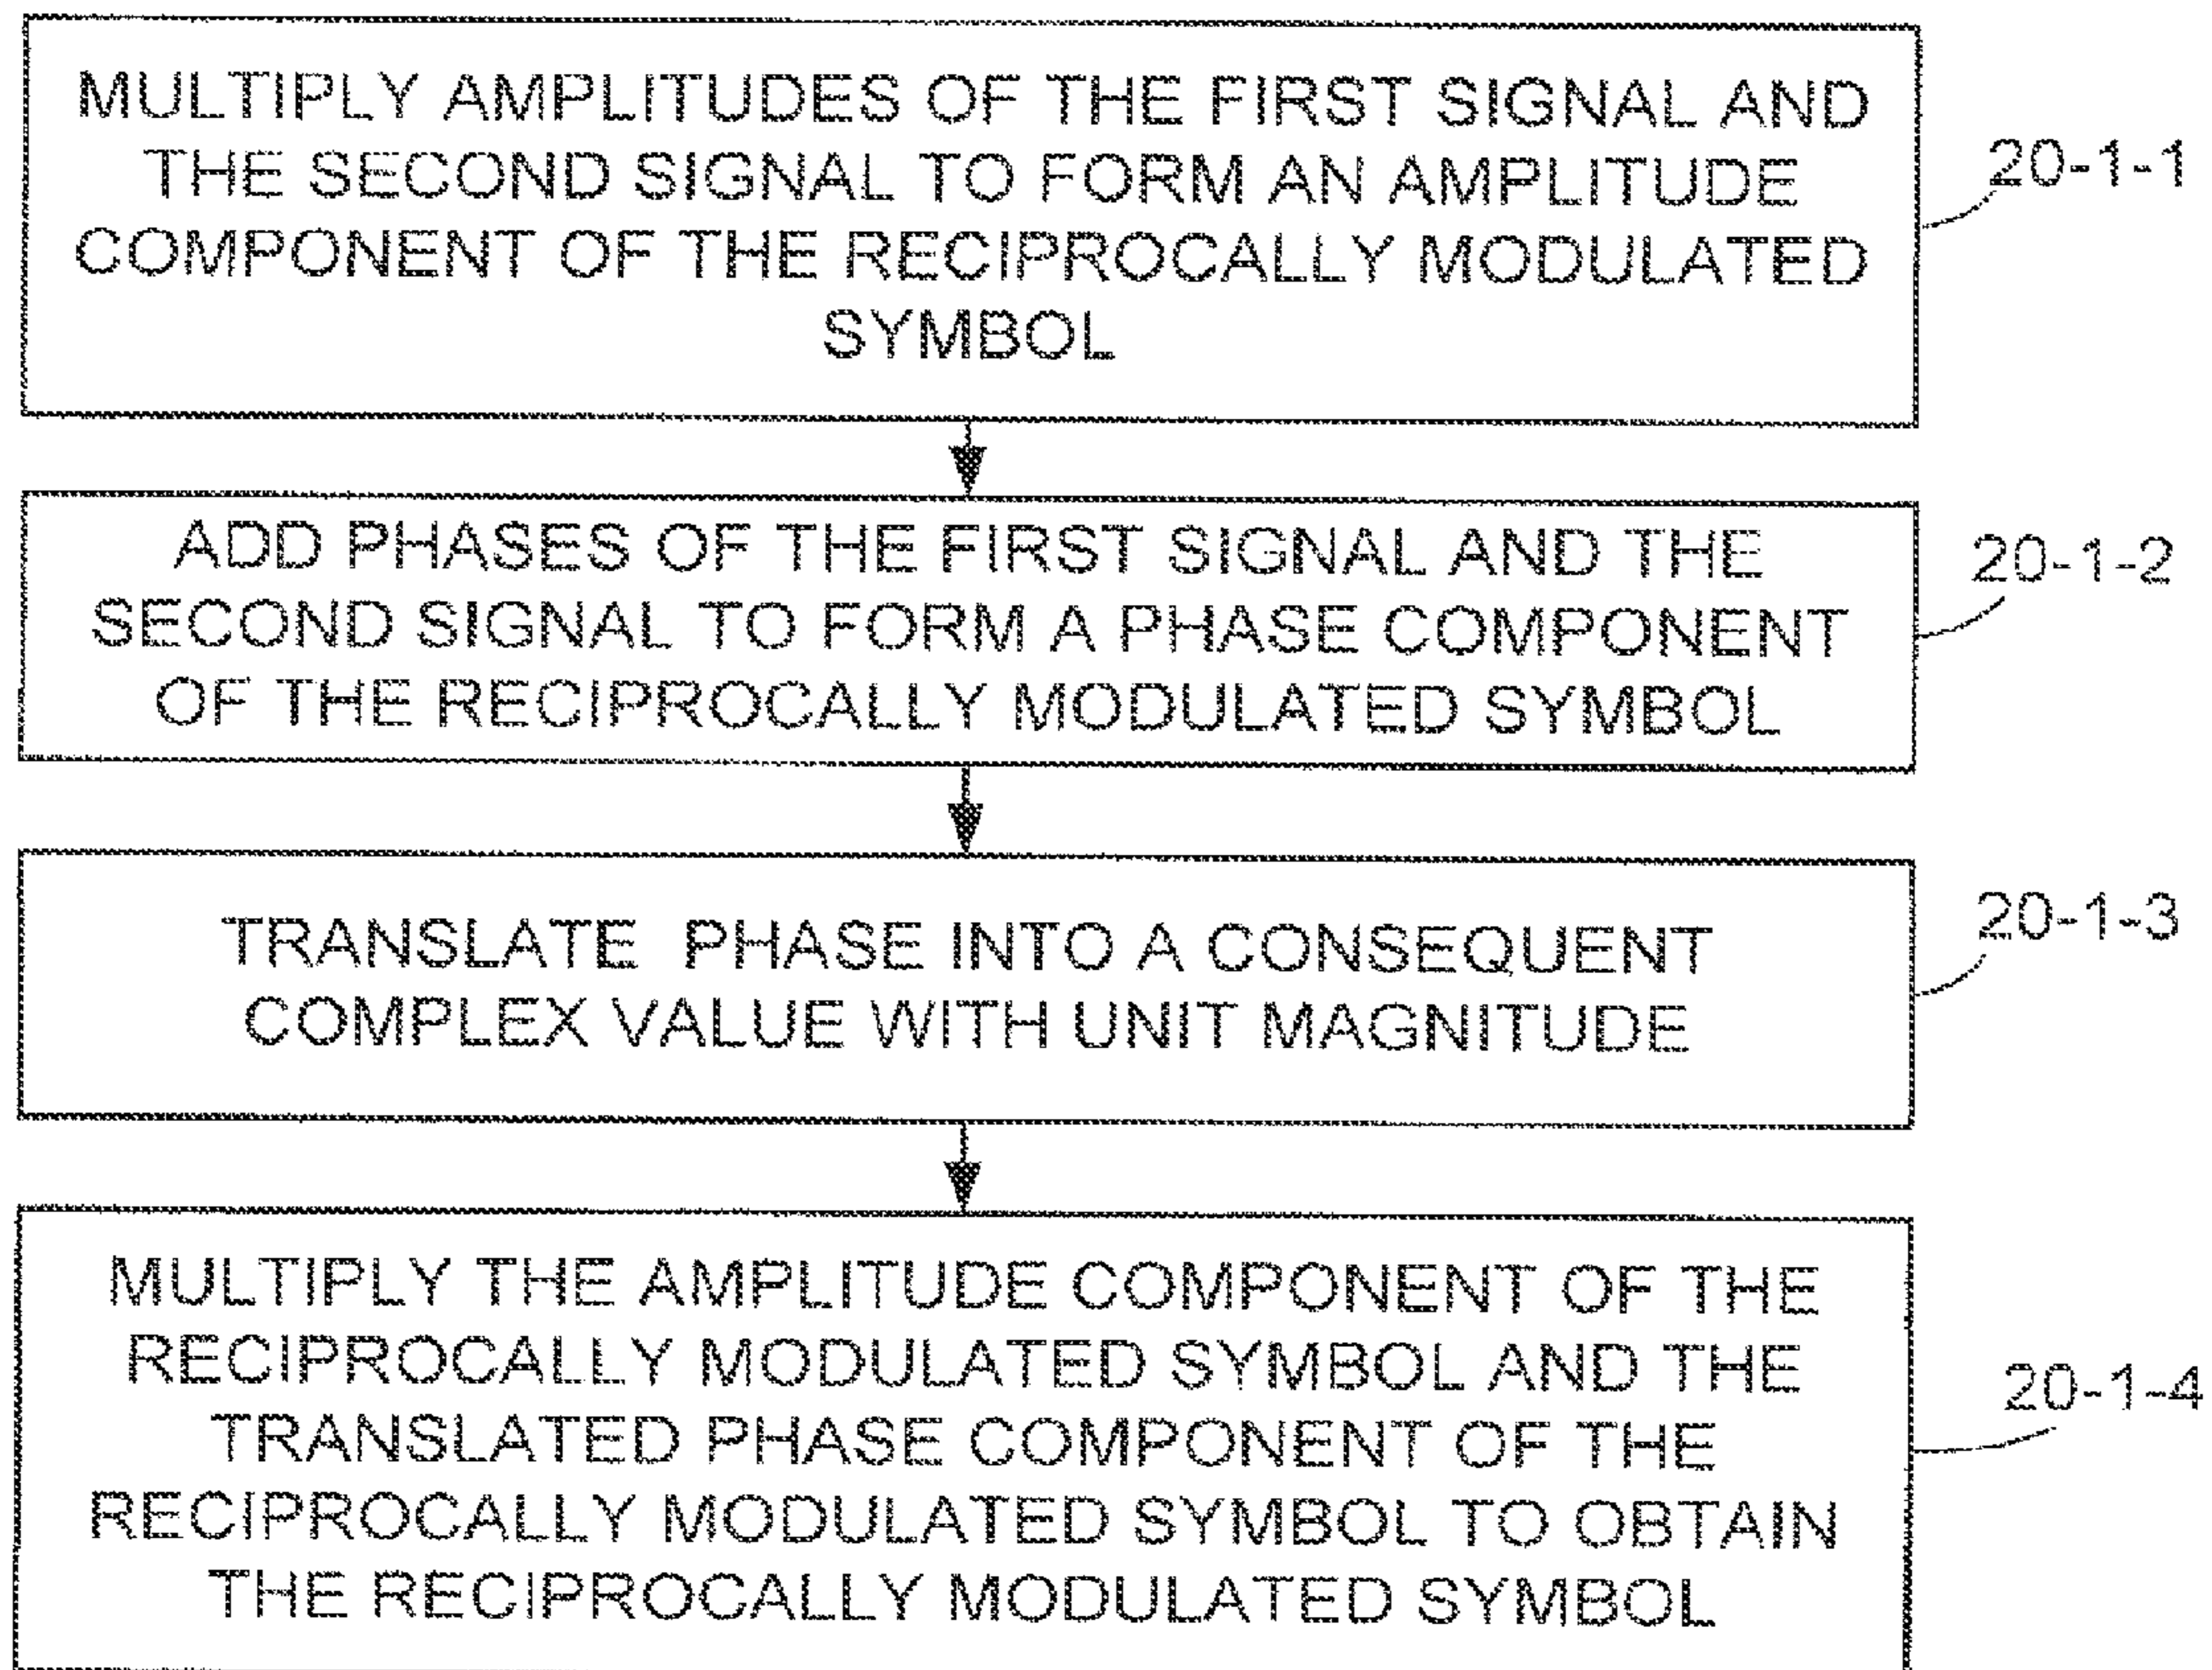 MULTIPLY AMPLITUDES OF THE FIRST SIGNAL AND
THE SECOND SIGNAL TO FORM AN AMPLITUDE
COMPONENT OF THE RECIPROCALLY MODULATED
SYMBOL
20-1-1
ADD PHASES OF THE FIRST SIGNAL AND THE
SECOND SIGNAL TO FORM A PHASE COMPONENT
OF THE RECIPROCALLY MODULATED SYMBOL
20-1-2
TRANSLATE PHASE INTO A CONSEQUENT
COMPLEX VALUE WITH UNIT MAGNITUDE
20-1-3
MULTIPLY THE AMPLITUDE COMPONENT OF THE
RECIPROCALLY MODULATED SYMBOL AND THE
TRANSLATED PHASE COMPONENT OF THE
RECIPROCALLY MODULATED SYMBOL TO OBTAIN
THE RECIPROCALLY MODULATED SYMBOL
20-1-4